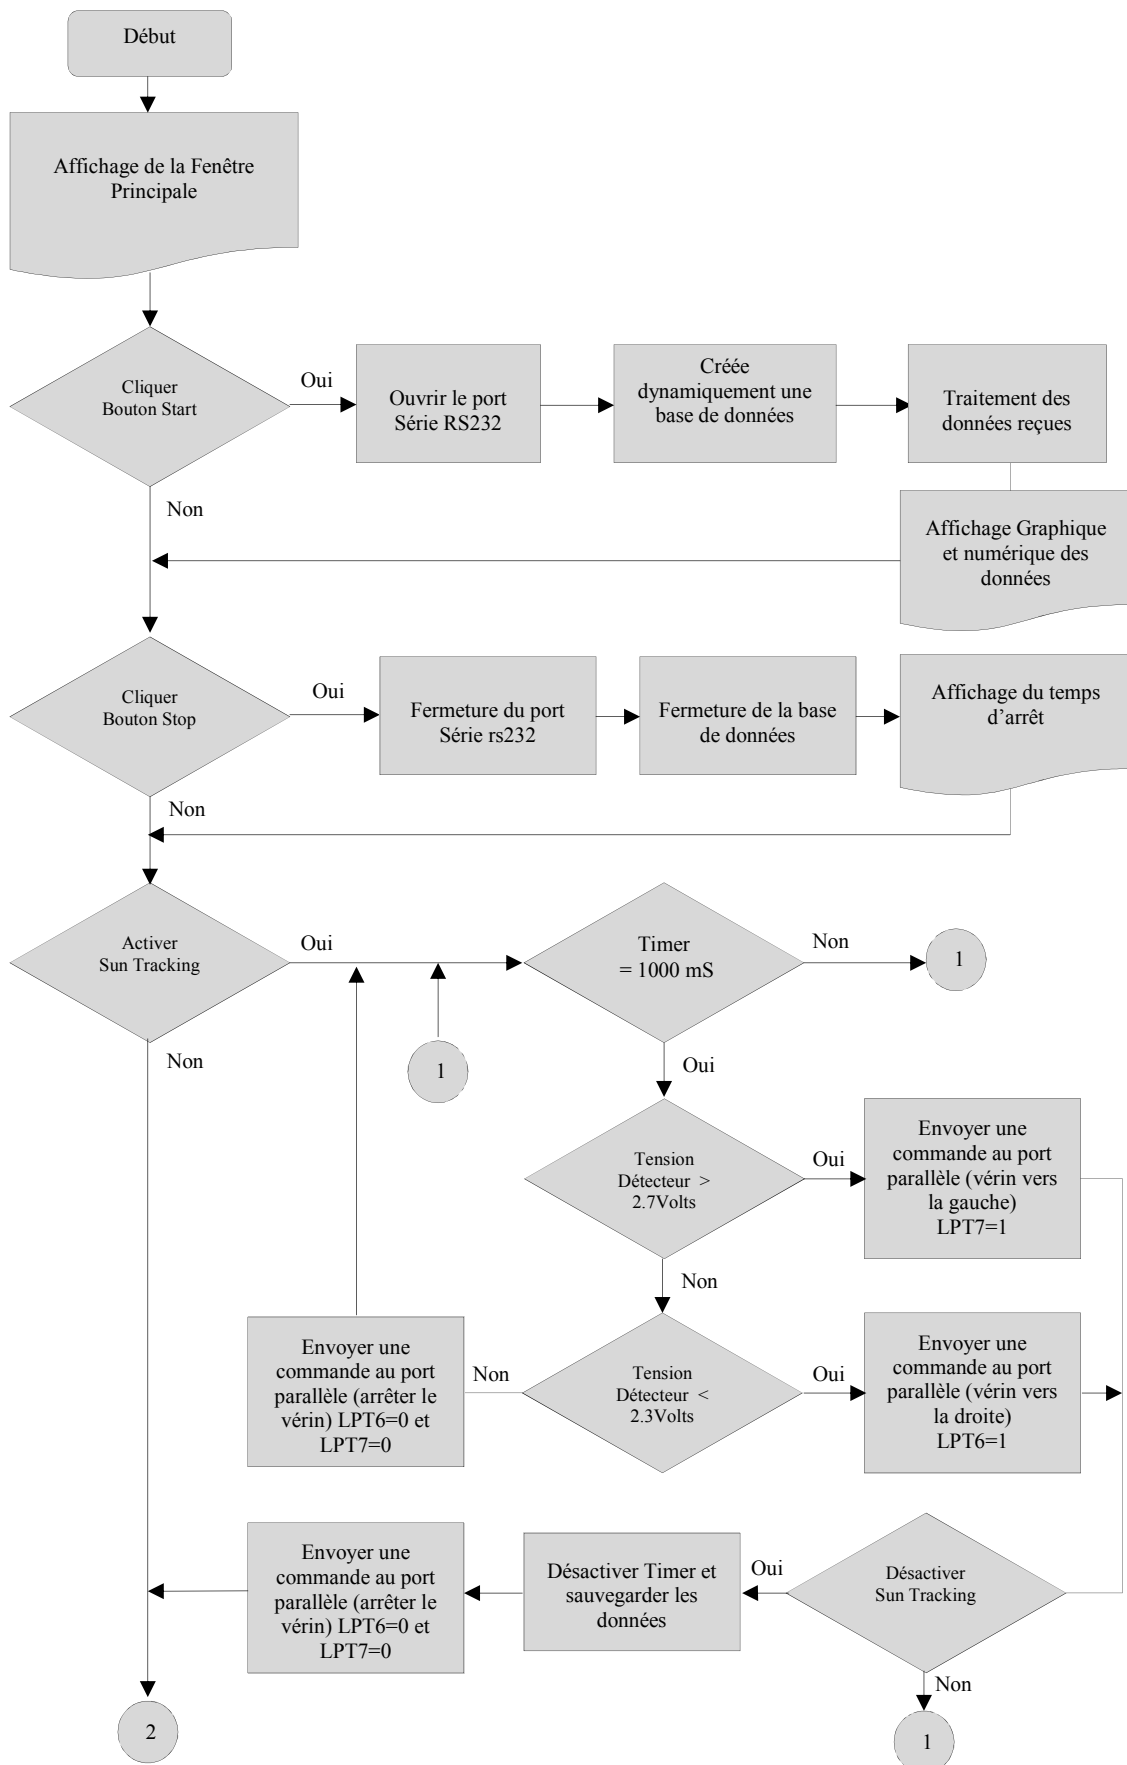 Début
Affichage de la Fenêtre
Principale
Cliquer
Bouton Start
Oui
Ouvrir le port
Série RS232
Créée
dynamiquement une
base de données
Traitement des
données reçues
Non
Affichage Graphique
et numérique des
données
Cliquer
Bouton Stop
Oui
Fermeture du port
Série rs232
Fermeture de la base
de données
Affichage du temps
d’arrêt
Non
Activer
Sun Tracking
Oui
Timer
= 1000 mS
Non
1
Non
1
Oui
Tension
Détecteur >
2.7Volts
Oui
Envoyer une
commande au port
parallèle (vérin vers
la gauche)
LPT7=1
Non
Envoyer une
commande au port
parallèle (arrêter le
vérin) LPT6=0 et
LPT7=0
Non
Tension
Détecteur <
2.3Volts
Oui
Envoyer une
commande au port
parallèle (vérin vers
la droite)
LPT6=1
Envoyer une
commande au port
parallèle (arrêter le
vérin) LPT6=0 et
LPT7=0
Désactiver Timer et
sauvegarder les
données
Oui
Désactiver
Sun Tracking
Non
2
1